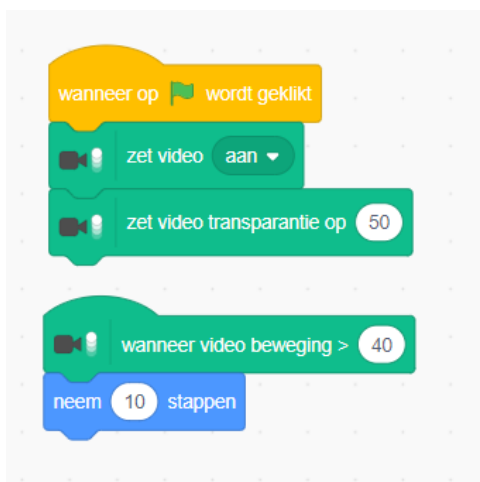 wanneer op wordt geklikt
zet video aan
zet video transparantie op 50
wanneer video beweging > 40
neem 10 stappen